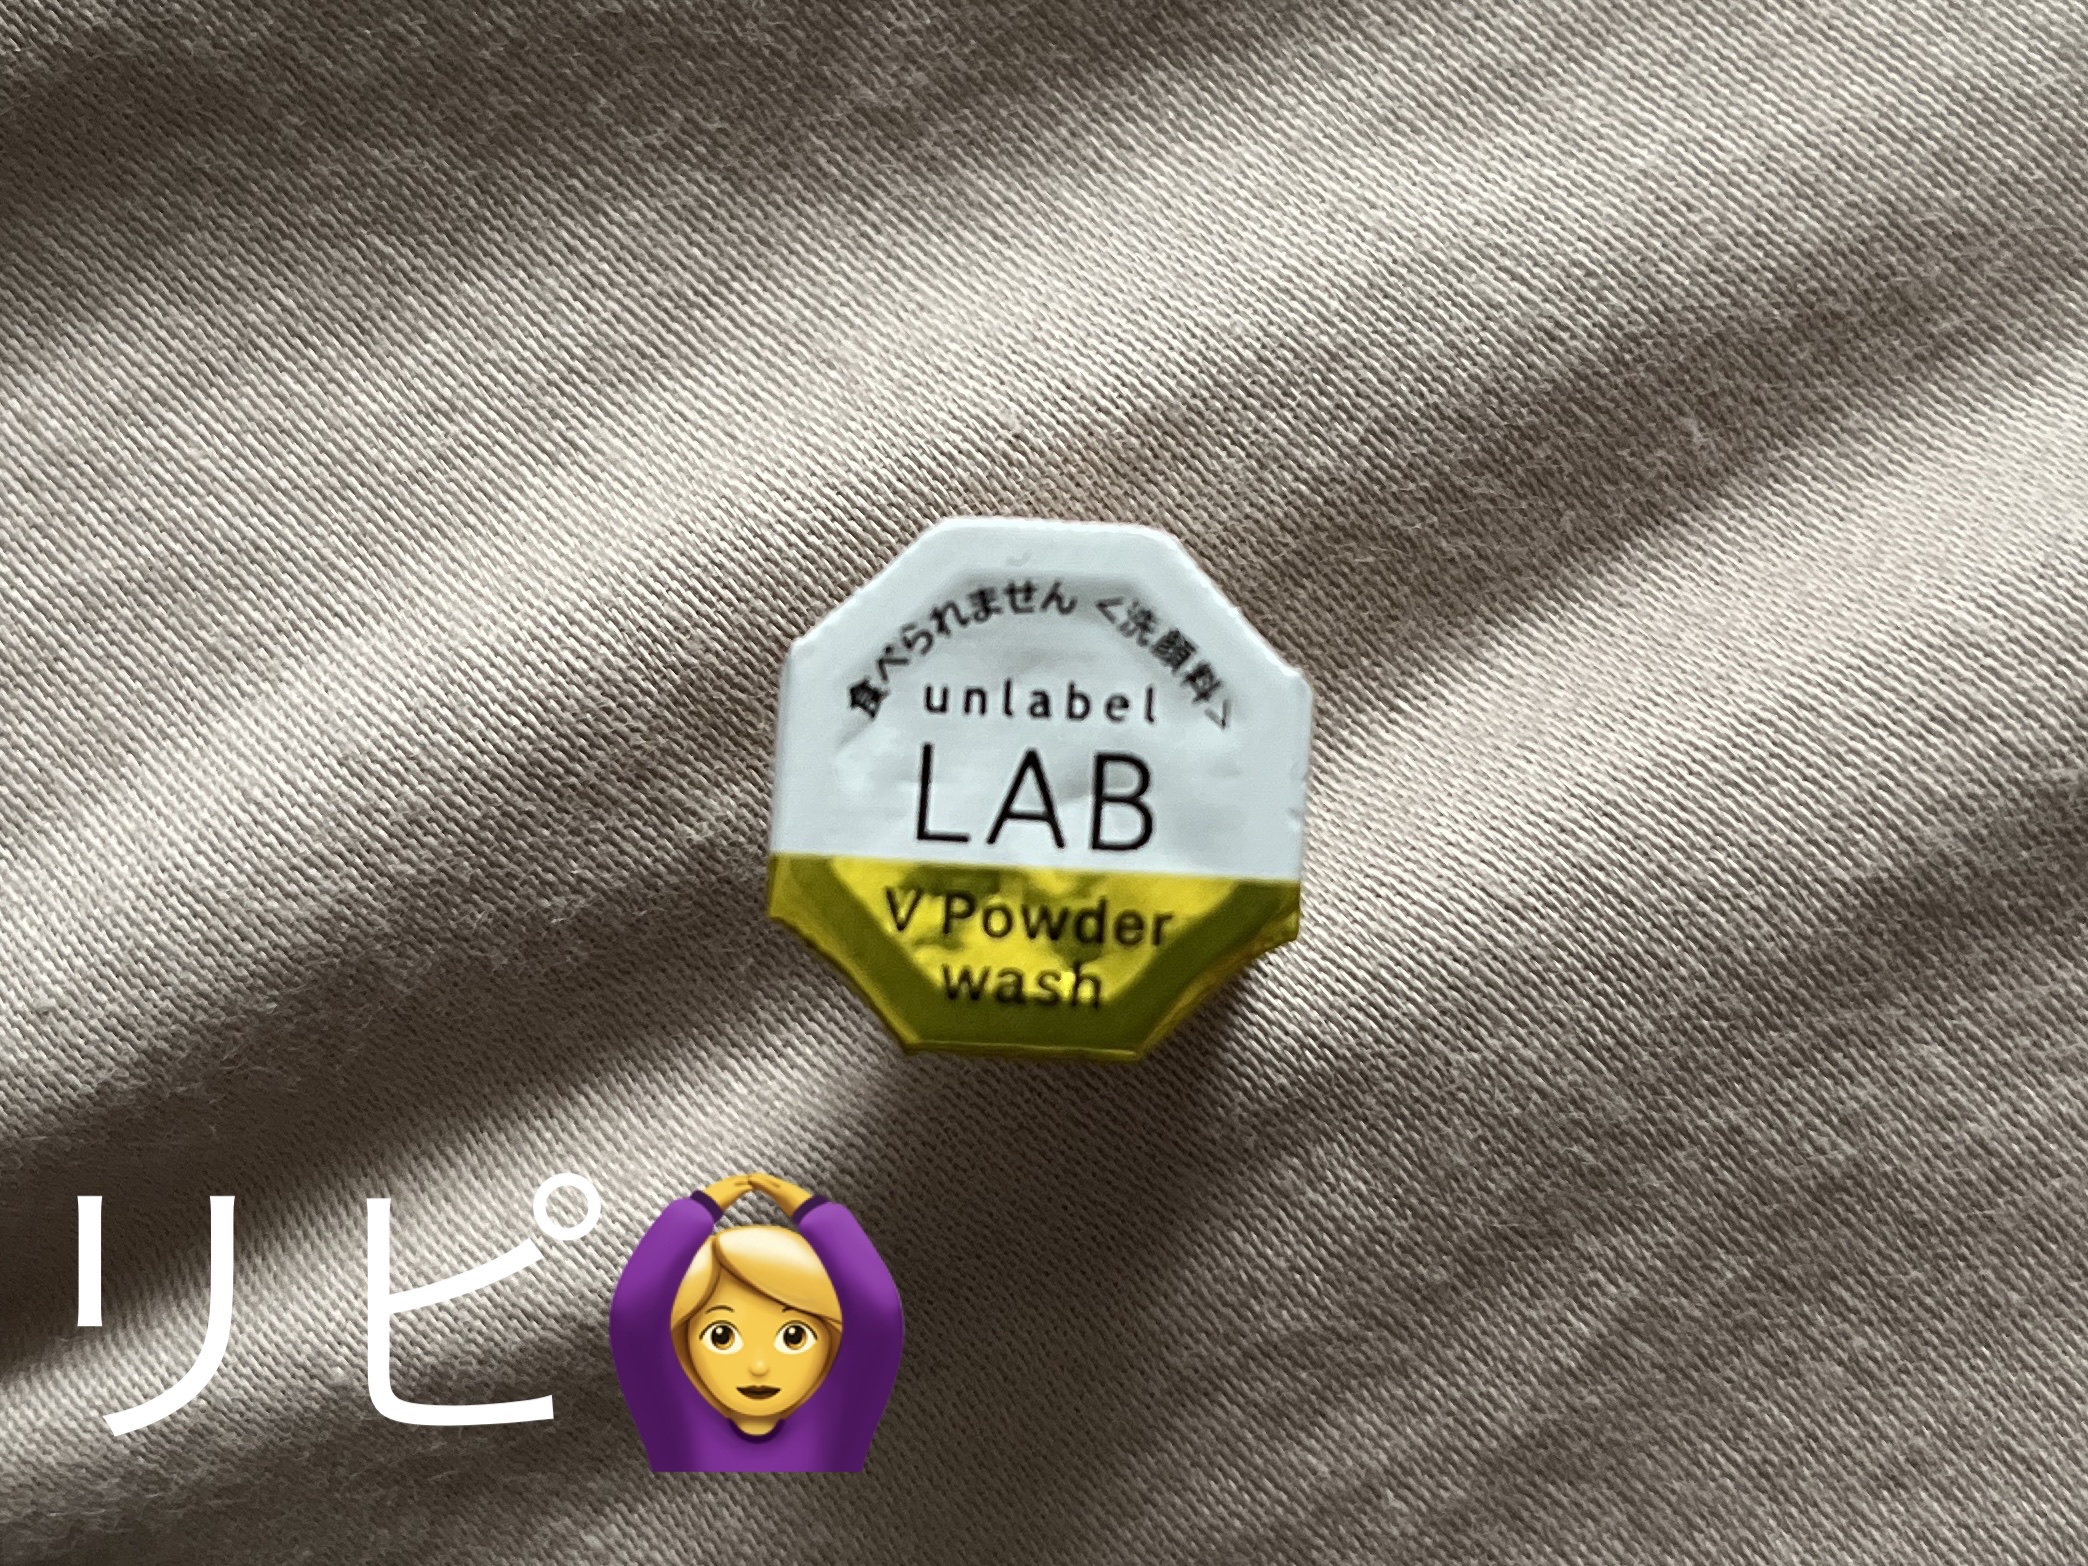 食べられません <洗顔料>
unlabel
LAB
V Powder
wash
リピ🙆‍♀️